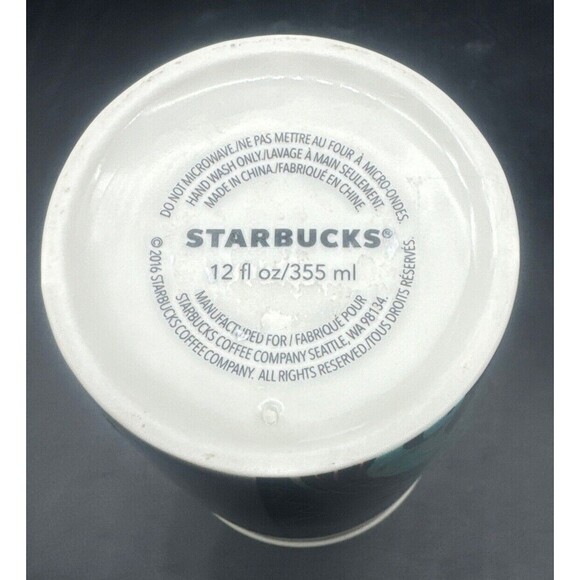 DO NOT MICROWAVE./NE PAS METTRE AU FOUR À MICRO-ONDES.
HAND WASH ONLY./LAVAGE À MAIN SEULEMENT.
MADE IN CHINA./FABRIQUÉ EN CHINE.
STARBUCKS®
12 fl oz/355 ml
MANUFACTURED FOR / FABRIQUÉ POUR
STARBUCKS COFFEE COMPANY SEATTLE, WA 98134.
© 2016 STARBUCKS COFFEE COMPANY. ALL RIGHTS RESERVED./TOUS DROITS RÉSERVÉS.